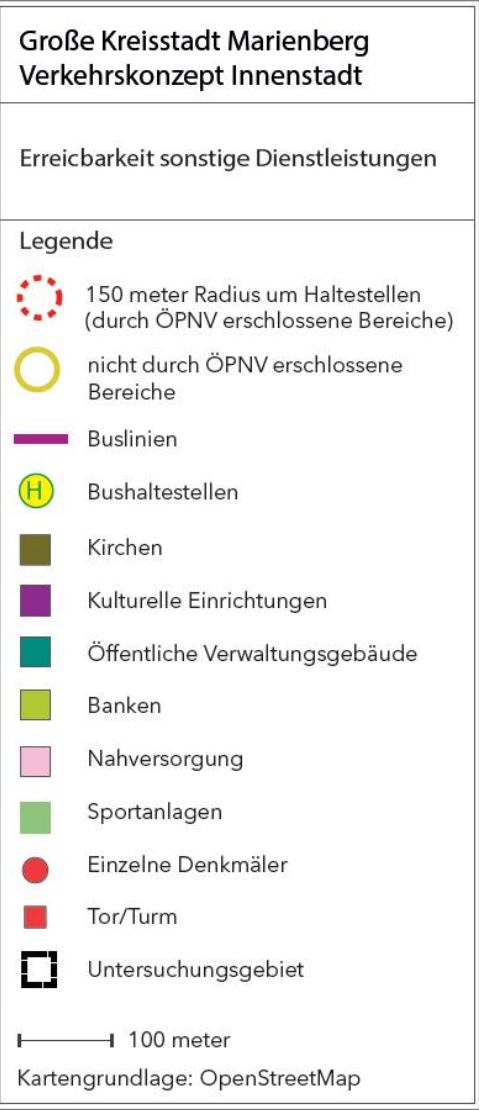 Große Kreisstadt Marienberg
Verkehrskonzept Innenstadt
Erreicbarkeit sonstige Dienstleistungen
Legende
150 meter Radius um Haltestellen
(durch ÖPNV erschlossene Bereiche)
nicht durch ÖPNV erschlossene
Bereiche
Buslinien
H Bushaltestellen
Kirchen
Kulturelle Einrichtungen
Öffentliche Verwaltungsgebäude
Banken
Nahversorgung
Sportanlagen
Einzelne Denkmäler
Tor/Turm
Untersuchungsgebiet
100 meter
Kartengrundlage: OpenStreetMap